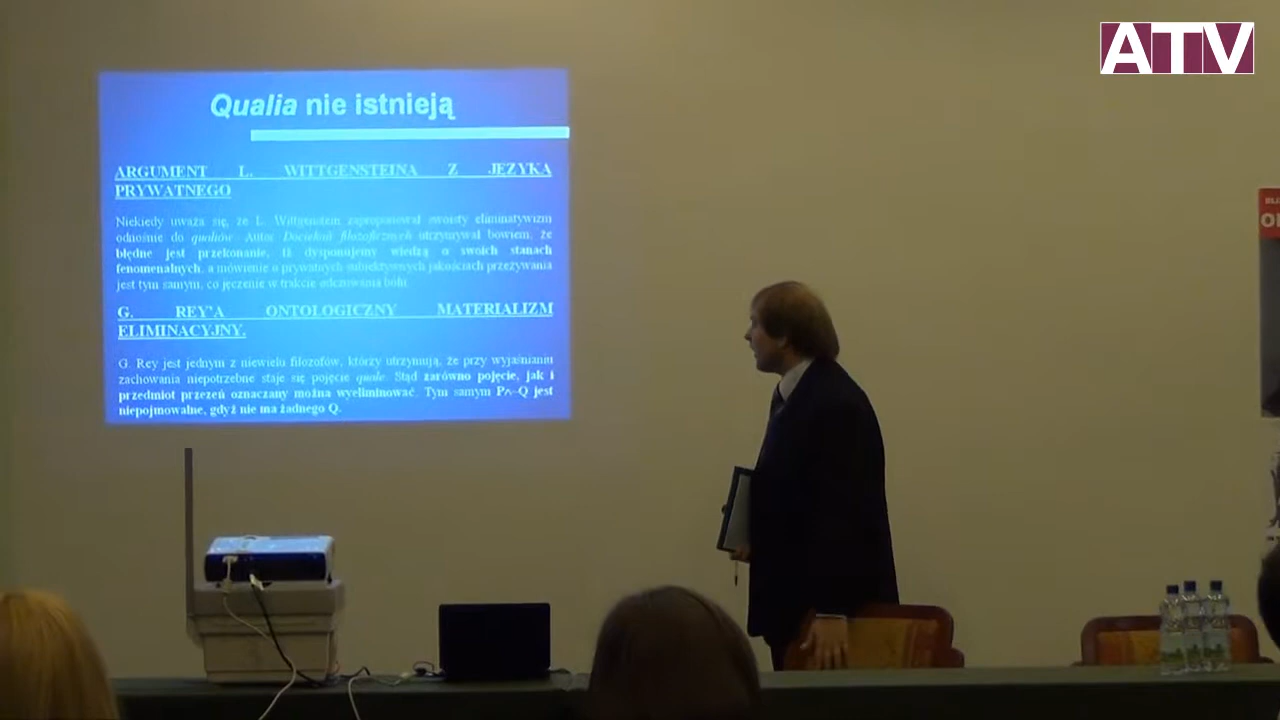 ATV
Qualia nie istnieją
ARGUMENT L. WITTGENSTEINA Z JĘZYKA
PRYWATNEGO
Niekiedy uważa się, że L. Wittgenstein zaproponował swoisty eliminatywizm
odnośnie do qualiów. Autor Dociekań filozoficznych utrzymywał bowiem, że
błędne jest przekonanie, iż dysponujemy wiedzą o swoich stanach
fenomenalnych, a mówienie o prywatnych subiektywnych jakościach przeżywania
jest tym samym, co jęczenie w trakcie odczuwania bólu.
G. REY'A ONTOLOGICZNY MATERIALIZM
ELIMINACYJNY.
G. Rey jest jednym z niewielu filozofów, którzy utrzymują, że przy wyjaśnianiu
zachowania niepotrzebne staje się pojęcie quale. Stąd zarówno pojęcie, jak i
przedmiot przezeń oznaczany można wyeliminować. Tym samym P∧~Q jest
niepojmowalne, gdyż nie ma żadnego Q.